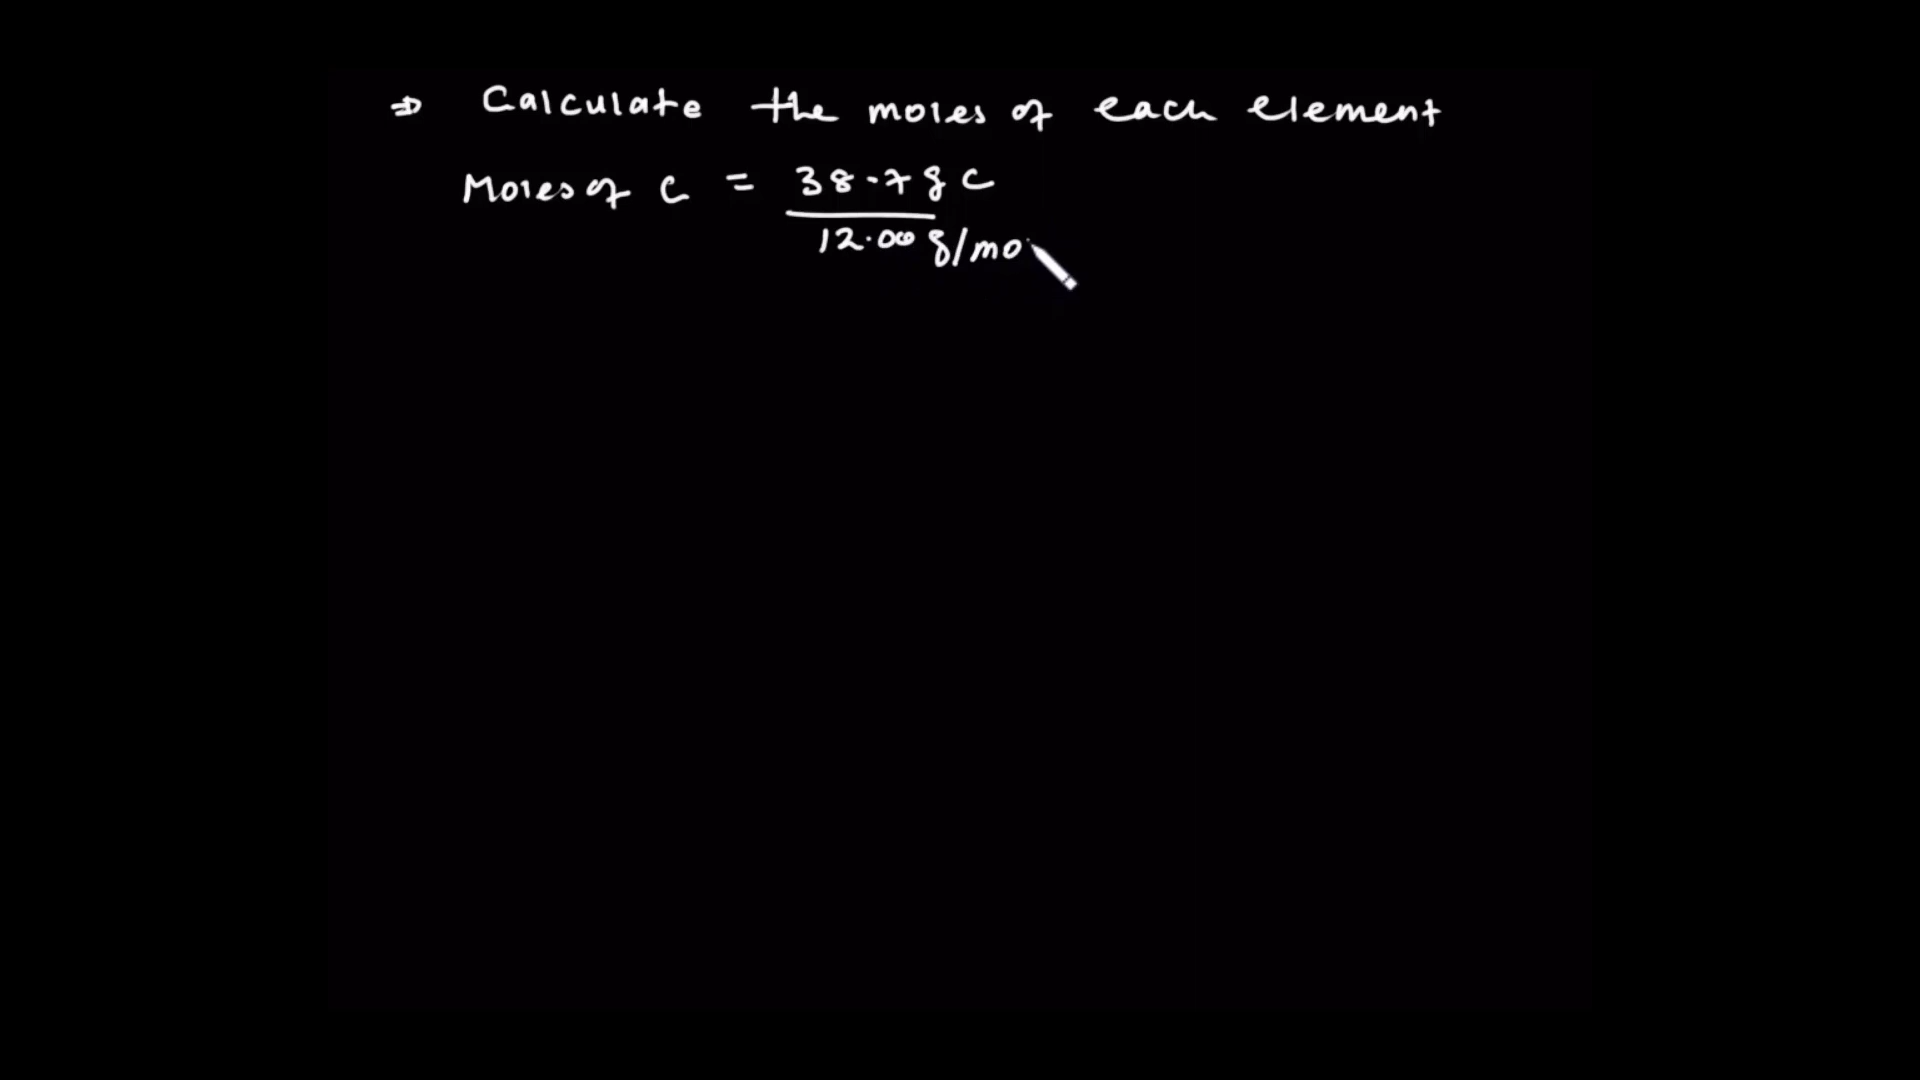 ⇒ Calculate the moles of each element
Moles of C = 38.7 g C
12.00 g/mo